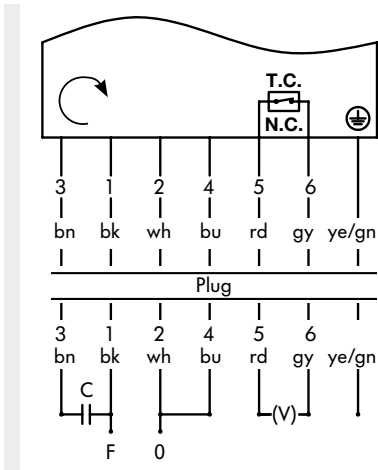 T.C.
N.C.
3 1 2 4 5 6
bn bk wh bu rd gy ye/gn
Plug
3 1 2 4 5 6
bn bk wh bu rd gy ye/gn
C (V)
F 0